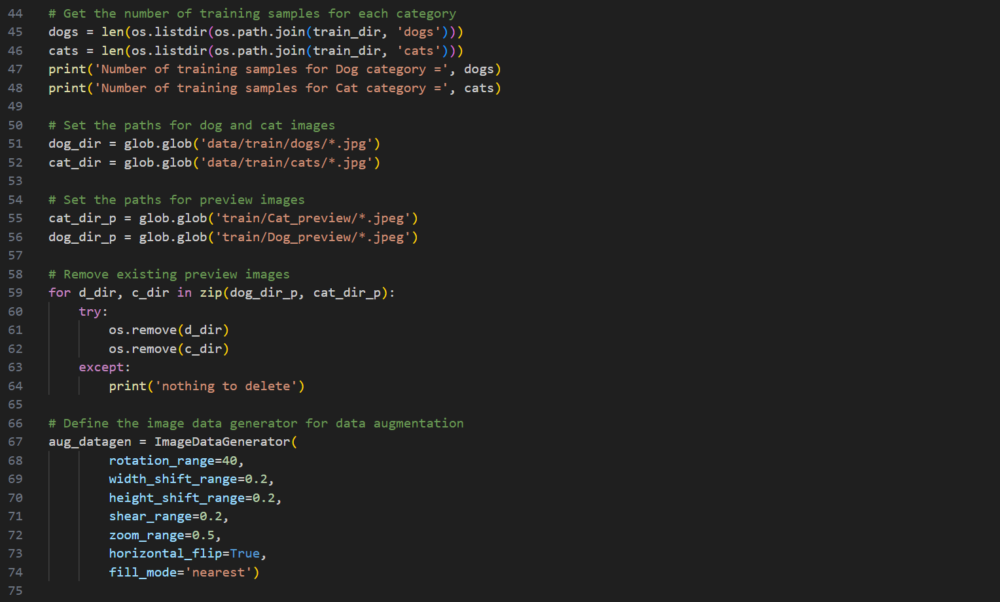 44 # Get the number of training samples for each category
45 dogs = len(os.listdir(os.path.join(train_dir, 'dogs')))
46 cats = len(os.listdir(os.path.join(train_dir, 'cats')))
47 print('Number of training samples for Dog category =', dogs)
48 print('Number of training samples for Cat category =', cats)
49
50 # Set the paths for dog and cat images
51 dog_dir = glob.glob('data/train/dogs/*.jpg')
52 cat_dir = glob.glob('data/train/cats/*.jpg')
53
54 # Set the paths for preview images
55 cat_dir_p = glob.glob('train/Cat_preview/*.jpeg')
56 dog_dir_p = glob.glob('train/Dog_preview/*.jpeg')
57
58 # Remove existing preview images
59 for d_dir, c_dir in zip(dog_dir_p, cat_dir_p):
60     try:
61         os.remove(d_dir)
62         os.remove(c_dir)
63     except:
64         print('nothing to delete')
65
66 # Define the image data generator for data augmentation
67 aug_datagen = ImageDataGenerator(
68         rotation_range=40,
69         width_shift_range=0.2,
70         height_shift_range=0.2,
71         shear_range=0.2,
72         zoom_range=0.5,
73         horizontal_flip=True,
74         fill_mode='nearest')
75